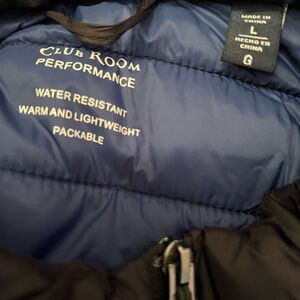 CLUB ROOM
PERFORMANCE
WATER RESISTANT
WARM AND LIGHTWEIGHT
PACKABLE
MADE IN
CHINA
L
HECHO EN
CHINA
G